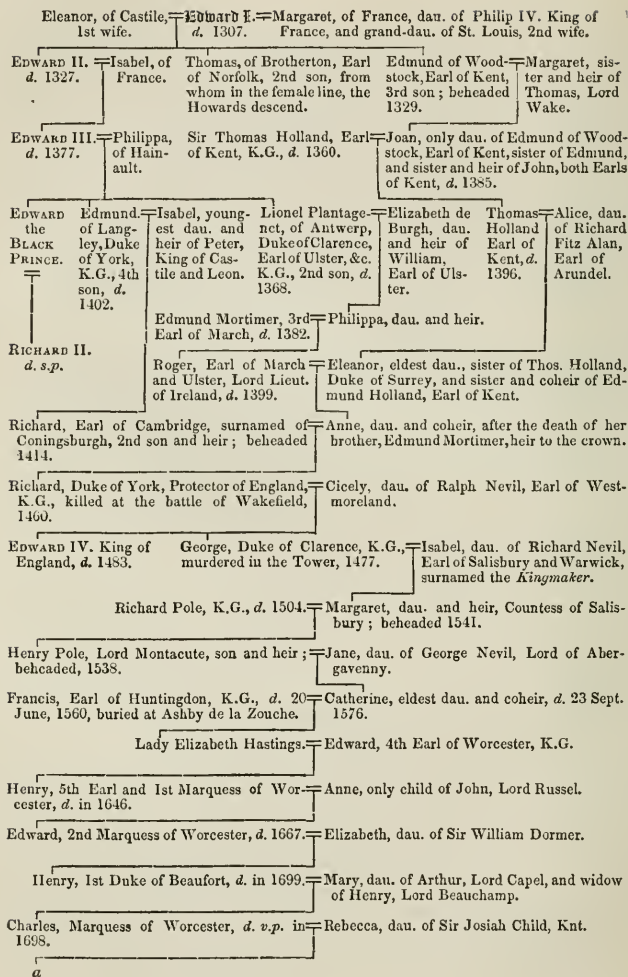 Eleanor, of Castile,=Edward I.=Margaret, of France, dau. of Philip IV. King of
1st wife. d. 1307. France, and grand-dau. of St. Louis, 2nd wife.
EDWARD II.
d. 1327.
=Isabel, of
France.
Thomas, of Brotherton, Earl
of Norfolk, 2nd son, from
whom in the female line, the
Howards descend.
Edmund of Wood-
stock, Earl of Kent,
3rd son; beheaded
1329.
=Margaret, sis-
ter and heir of
Thomas, Lord
Wake.
EDWARD III.
d. 1377.
=Philippa,
of Hain-
ault.
Sir Thomas Holland, Earl
of Kent, K.G., d. 1360.
=Joan, only dau. of Edmund of Wood-
stock, Earl of Kent, sister of Edmund,
and sister and heir of John, both Earls
of Kent, d. 1385.
EDWARD
the
BLACK
PRINCE.
=
RICHARD II.
d. s.p.
Edmund.
of Lang-
ley, Duke
of York,
K.G., 4th
son, d.
1402.
=Isabel, young-
est dau. and
heir of Peter,
King of Cas-
tile and Leon.
Lionel Plantage-
nct, of Antwerp,
Duke of Clarence,
Earl of Ulster, &c.
K.G., 2nd son, d.
1368.
=Elizabeth de
Burgh, dau.
and heir of
William,
Earl of Uls-
ter.
Thomas
Holland
Earl of
Kent, d.
1396.
=Alice, dau.
of Richard
Fitz Alan,
Earl of
Arundel.
Edmund Mortimer, 3rd
Earl of March, d. 1382.
=Philippa, dau. and heir.
Roger, Earl of March
and Ulster, Lord Lieut.
of Ireland, d. 1399.
=Eleanor, eldest dau., sister of Thos. Holland,
Duke of Surrey, and sister and coheir of Ed-
mund Holland, Earl of Kent.
Richard, Earl of Cambridge, surnamed of
Coningsburgh, 2nd son and heir; beheaded
1414.
=Anne, dau. and coheir, after the death of her
brother, Edmund Mortimer, heir to the crown.
Richard, Duke of York, Protector of England,
K.G., killed at the battle of Wakefield,
1460.
=Cicely, dau. of Ralph Nevil, Earl of West-
moreland.
EDWARD IV. King of
England, d. 1483.
George, Duke of Clarence, K.G.,
murdered in the Tower, 1477.
=Isabel, dau. of Richard Nevil,
Earl of Salisbury and Warwick,
surnamed the Kingmaker.
Richard Pole, K.G., d. 1504.
=Margaret, dau. and heir, Countess of Salis-
bury; beheaded 1541.
Henry Pole, Lord Montacute, son and heir;
behcaded, 1538.
=Jane, dau. of George Nevil, Lord of Aber-
gavenny.
Francis, Earl of Huntingdon, K.G., d. 20
June, 1560, buried at Ashby de la Zouche.
=Catherine, eldest dau. and coheir, d. 23 Sept.
1576.
Lady Elizabeth Hastings.=Edward, 4th Earl of Worcester, K.G.
Henry, 5th Earl and 1st Marquess of Wor-
cester, d. in 1646.
=Anne, only child of John, Lord Russel.
Edward, 2nd Marquess of Worcester, d. 1667.=Elizabeth, dau. of Sir William Dormer.
Henry, 1st Duke of Beaufort, d. in 1699.=Mary, dau. of Arthur, Lord Capel, and widow
of Henry, Lord Beauchamp.
Charles, Marquess of Worcester, d. v.p. in
1698.
=Rebecca, dau. of Sir Josiah Child, Knt.
a